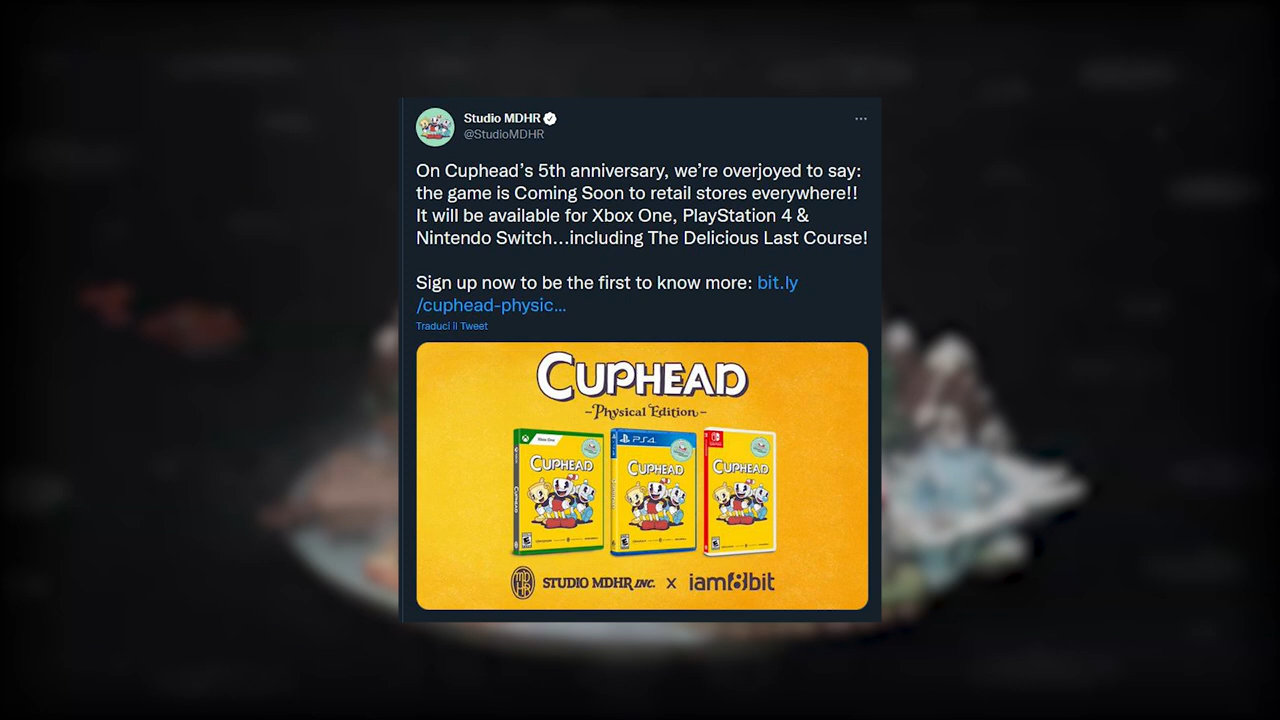 Studio MDHR
@StudioMDHR
On Cuphead's 5th anniversary, we're overjoyed to say:
the game is Coming Soon to retail stores everywhere!!
It will be available for Xbox One, PlayStation 4 &
Nintendo Switch...including The Delicious Last Course!
Sign up now to be the first to know more: bit.ly
/cuphead-physic...
Traduci il Tweet
CUPHEAD
-Physical Edition-
Xbox One
PS4
CUPHEAD
CUPHEAD
CUPHEAD
CUPHEAD
MDHR
STUDIO MDHR INC. x iam8bit